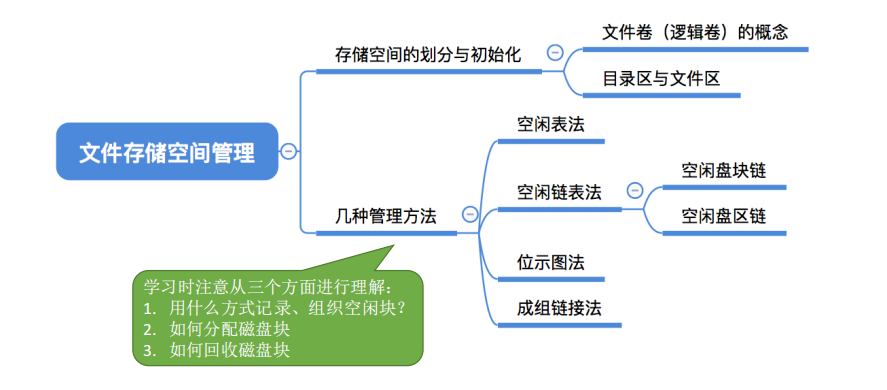 文件存储空间管理
存储空间的划分与初始化
文件卷（逻辑卷）的概念
目录区与文件区
几种管理方法
空闲表法
空闲链表法
空闲盘块链
空闲盘区链
位示图法
成组链接法
学习时注意从三个方面进行理解：
1. 用什么方式记录、组织空闲块？
2. 如何分配磁盘块
3. 如何回收磁盘块